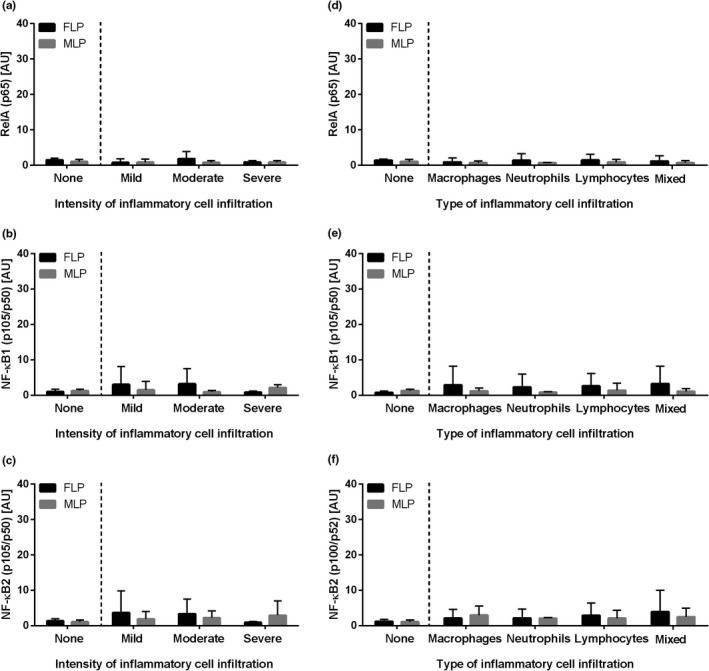 (a)
RelA (p65) [AU]
40
30
20
10
0
FLP
MLP
None Mild Moderate Severe
Intensity of inflammatory cell infiltration
(d)
RelA (p65) [AU]
40
30
20
10
0
FLP
MLP
None Macrophages Neutrophils Lymphocytes Mixed
Type of inflammatory cell infiltration
(b)
NF-κB1 (p105/p50) [AU]
40
30
20
10
0
FLP
MLP
None Mild Moderate Severe
Intensity of inflammatory cell infiltration
(e)
NF-κB1 (p105/p50) [AU]
40
30
20
10
0
FLP
MLP
None Macrophages Neutrophils Lymphocytes Mixed
Type of inflammatory cell infiltration
(c)
NF-κB2 (p105/p50) [AU]
40
30
20
10
0
FLP
MLP
None Mild Moderate Severe
Intensity of inflammatory cell infiltration
(f)
NF-κB2 (p100/p52) [AU]
40
30
20
10
0
FLP
MLP
None Macrophages Neutrophils Lymphocytes Mixed
Type of inflammatory cell infiltration